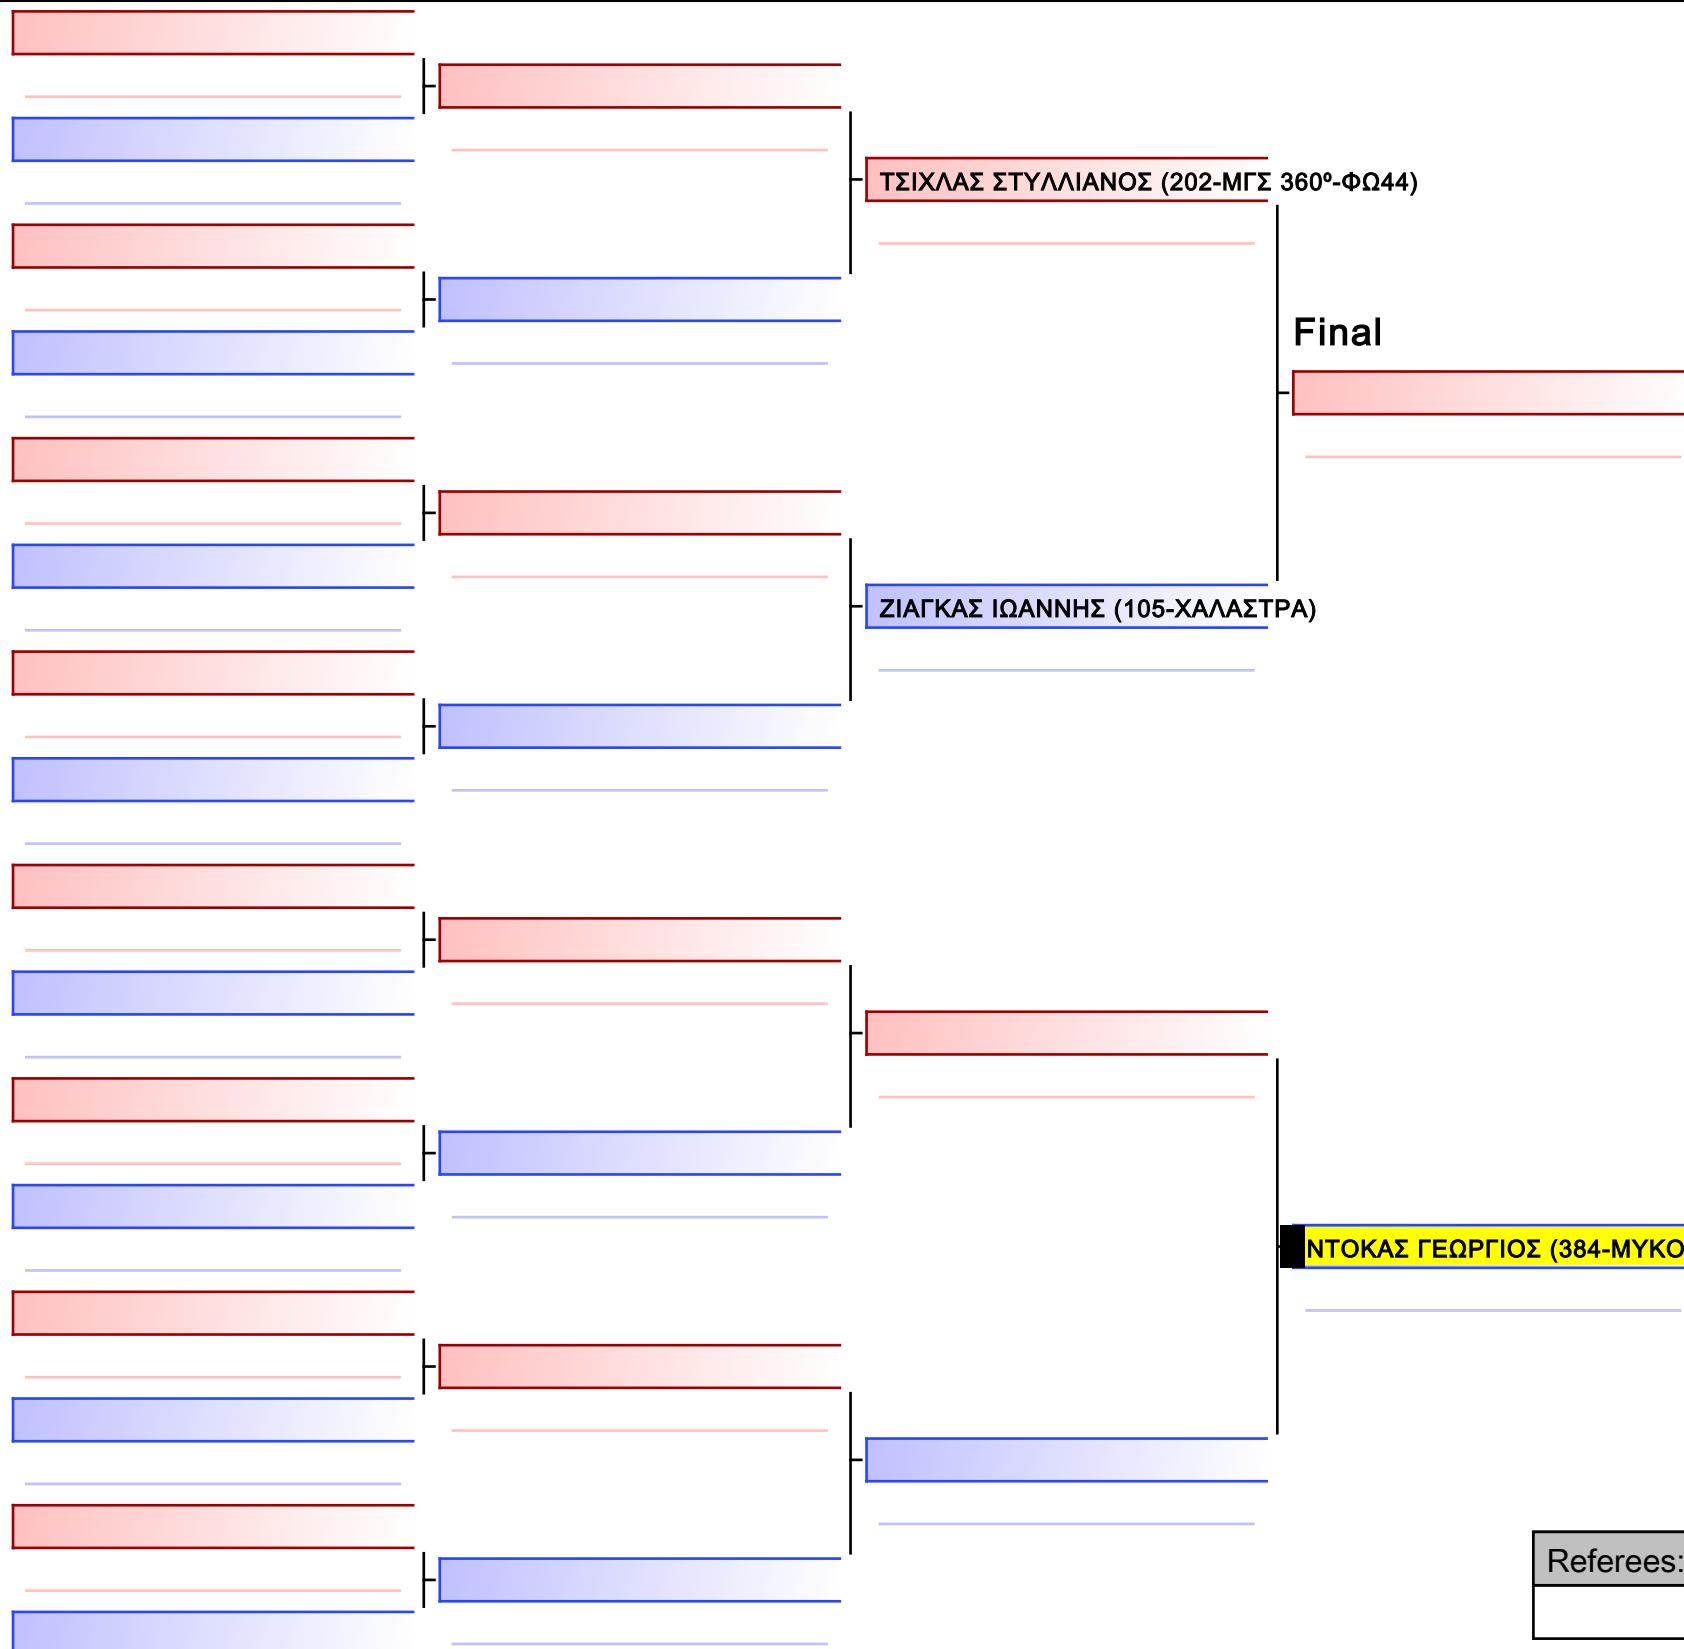 ΤΣΙΧΛΑΣ ΣΤΥΛΛΙΑΝΟΣ (202-ΜΓΣ 360º-ΦΩ44)
Final
ΖΙΑΓΚΑΣ ΙΩΑΝΝΗΣ (105-ΧΑΛΑΣΤΡΑ)
ΝΤΟΚΑΣ ΓΕΩΡΓΙΟΣ (384-ΜΥΚΟ
Referees: